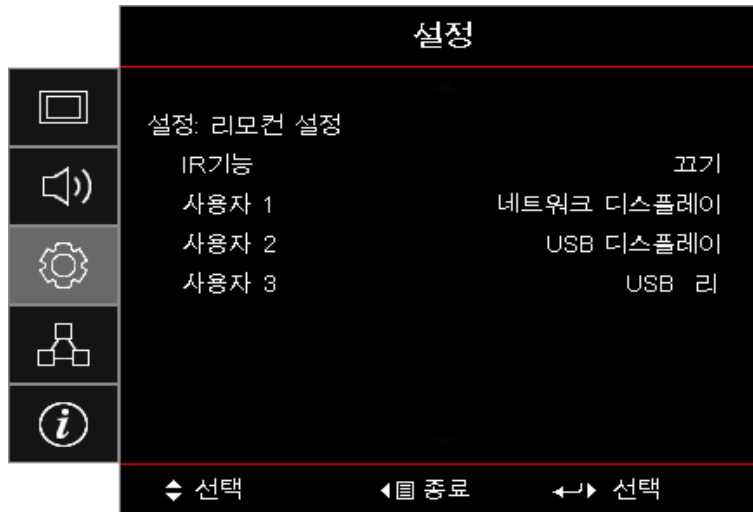 설정
설정: 리모컨 설정
IR기능 끄기
사용자 1 네트워크 디스플레이
사용자 2 USB 디스플레이
사용자 3 USB 리
선택 종료 선택